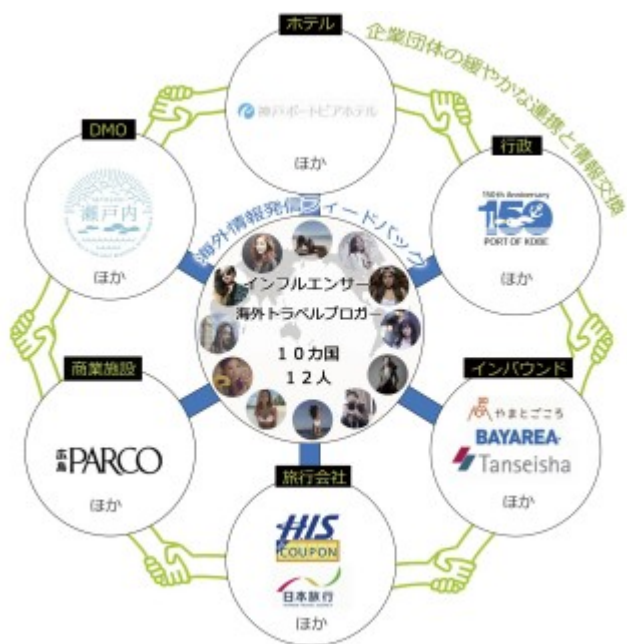 ホテル
神戸ポートピアホテル
ほか
企業団体の緩やかな連携と情報交換
DMO
瀬戸内
ほか
行政
150th Anniversary
150
PORT OF KOBE
ほか
海外情報発信フィードバック
インフルエンサー
海外トラベルブロガー
10カ国
12人
商業施設
広島PARCO
ほか
インバウンド
やまとごころ
BAYAREA
Tanseisha
ほか
旅行会社
HIS
COUPON
日本旅行
ほか